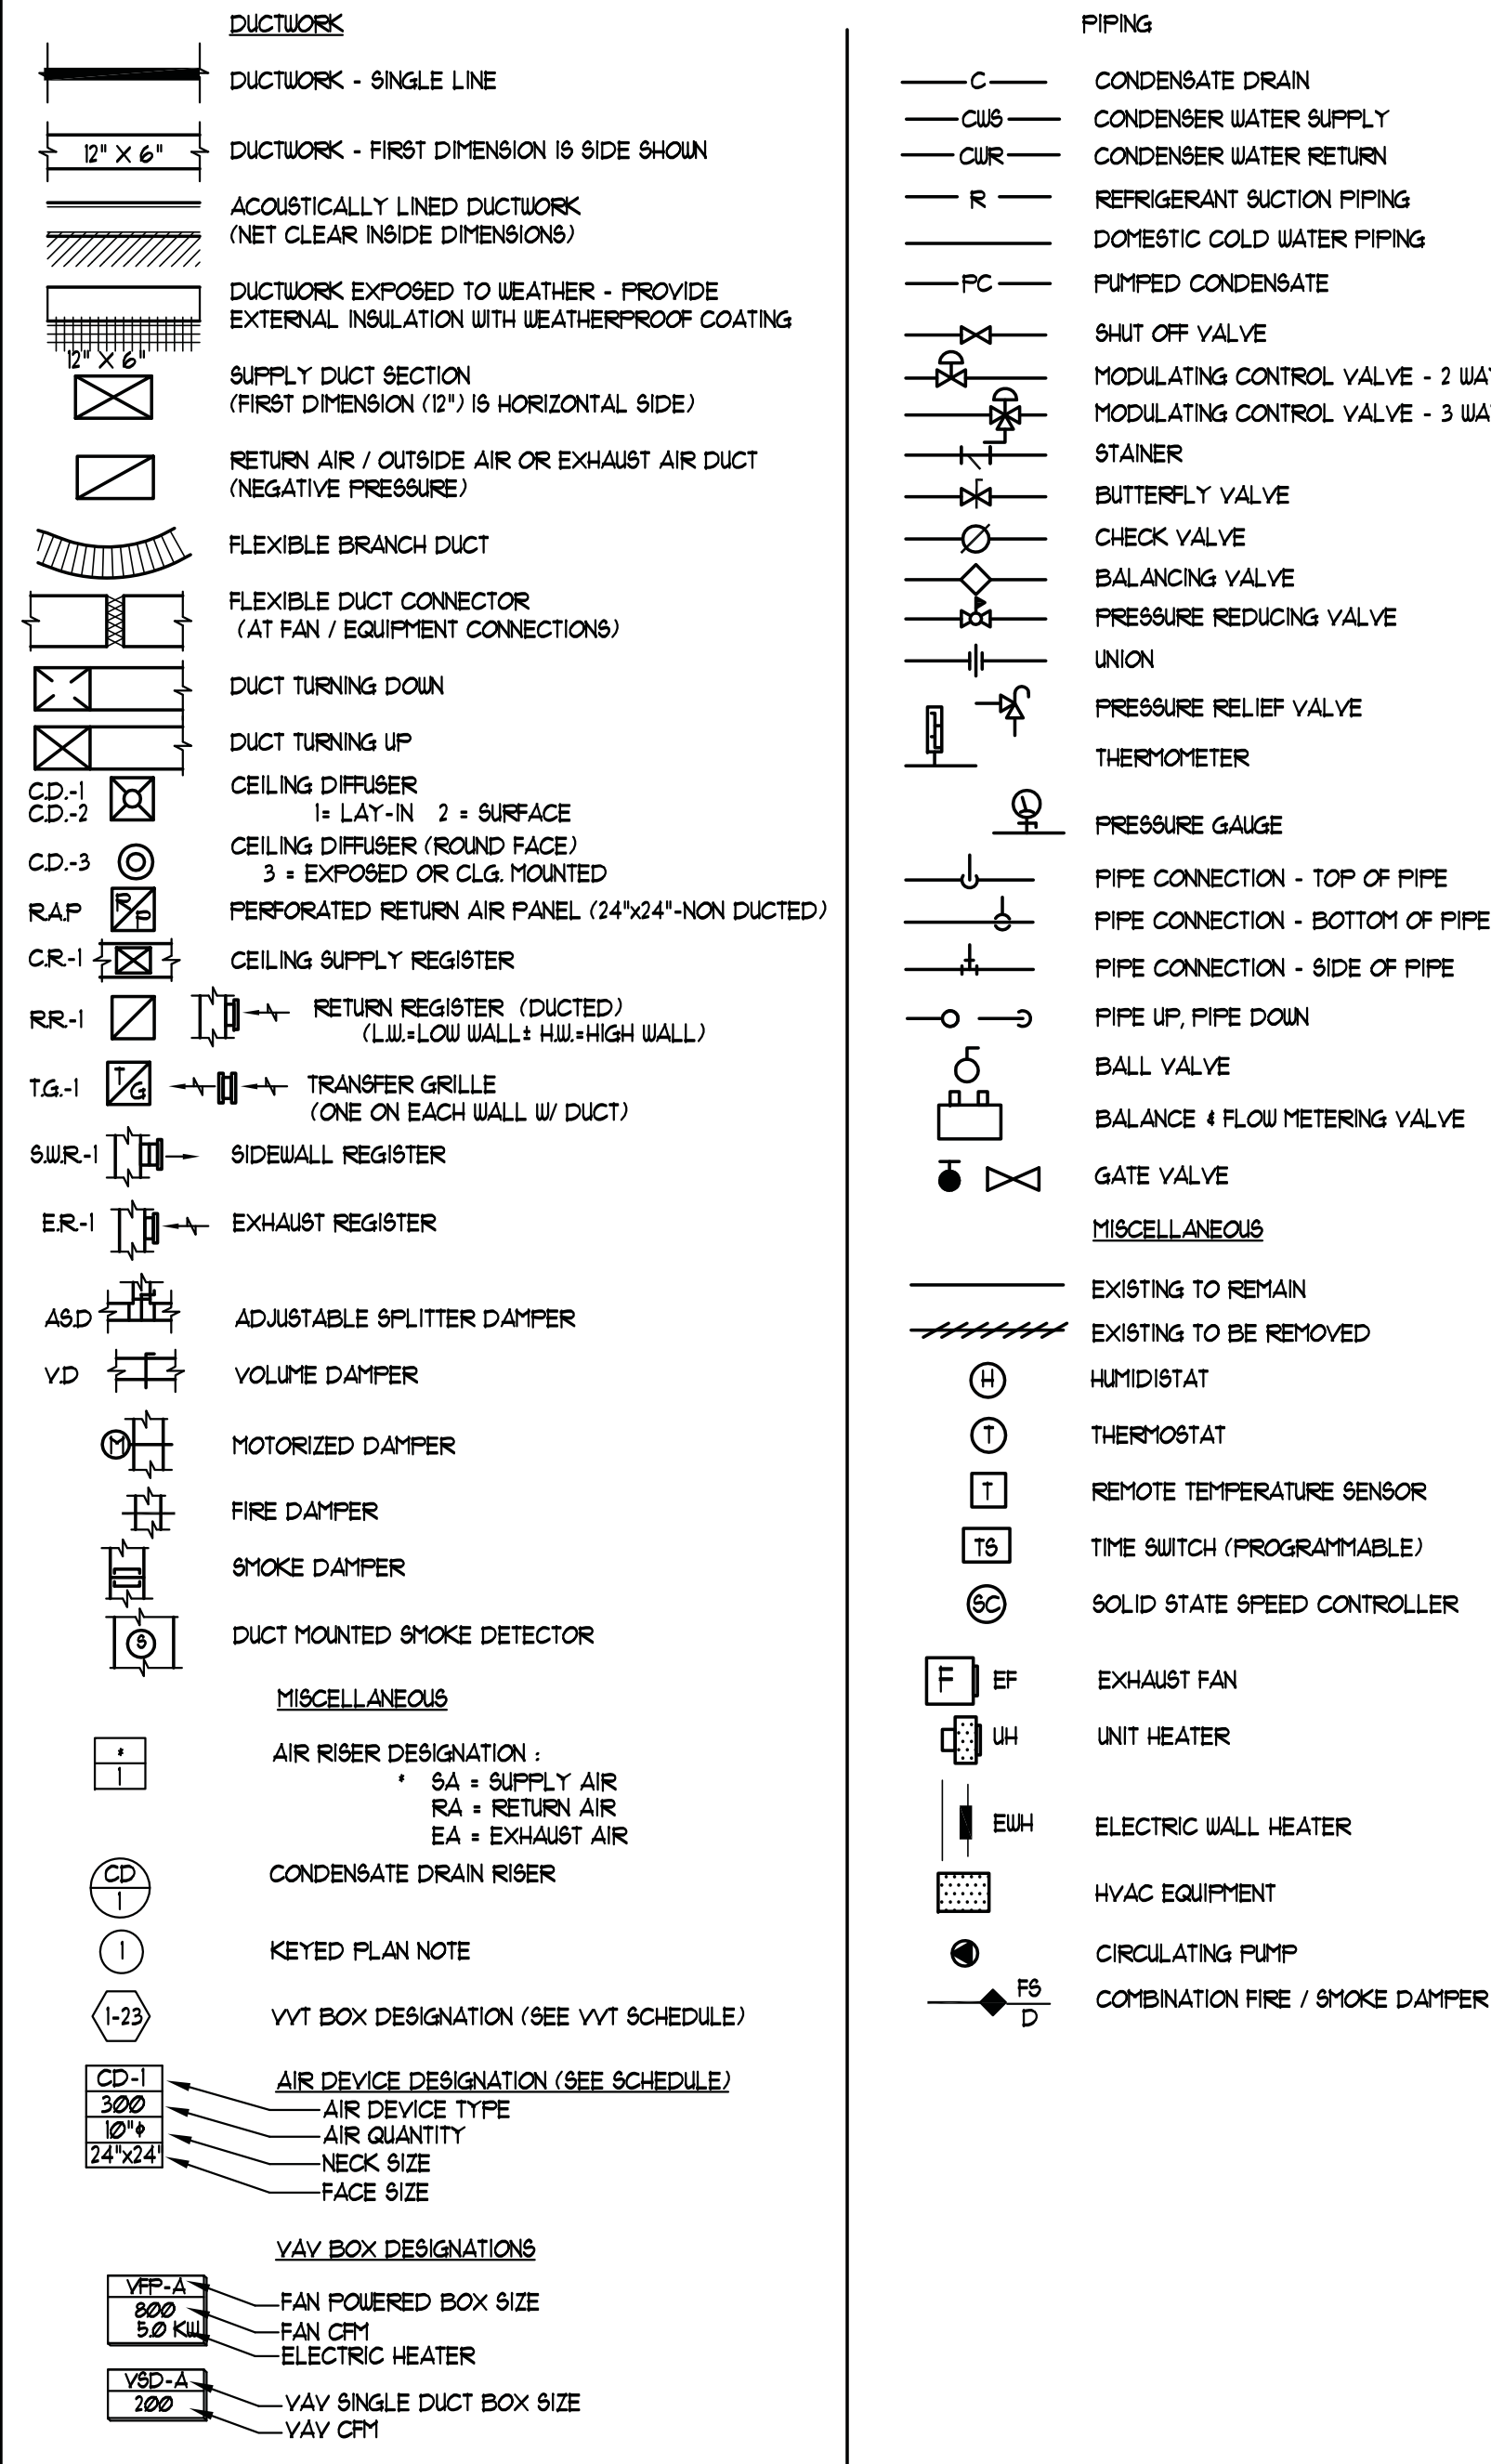 DUCTWORK
DUCTWORK - SINGLE LINE
12" X 6"
DUCTWORK - FIRST DIMENSION IS SIDE SHOWN
ACOUSTICALLY LINED DUCTWORK
(NET CLEAR INSIDE DIMENSIONS)
DUCTWORK EXPOSED TO WEATHER - PROVIDE
EXTERNAL INSULATION WITH WEATHERPROOF COATING
12" X 6"
SUPPLY DUCT SECTION
(FIRST DIMENSION (12") IS HORIZONTAL SIDE)
RETURN AIR / OUTSIDE AIR OR EXHAUST AIR DUCT
(NEGATIVE PRESSURE)
FLEXIBLE BRANCH DUCT
FLEXIBLE DUCT CONNECTOR
(AT FAN / EQUIPMENT CONNECTIONS)
DUCT TURNING DOWN
DUCT TURNING UP
C.D.-1
C.D.-2
CEILING DIFFUSER
1= LAY-IN 2 = SURFACE
C.D.-3
CEILING DIFFUSER (ROUND FACE)
3 = EXPOSED OR CLG. MOUNTED
R.A.P
R
P
PERFORATED RETURN AIR PANEL (24"x24"-NON DUCTED)
C.R.-1
CEILING SUPPLY REGISTER
R.R.-1
RETURN REGISTER (DUCTED)
(L.W.=LOW WALL± H.W.=HIGH WALL)
T.G.-1
T
G
TRANSFER GRILLE
(ONE ON EACH WALL W/ DUCT)
S.W.R.-1
SIDEWALL REGISTER
E.R.-1
EXHAUST REGISTER
A.S.D
ADJUSTABLE SPLITTER DAMPER
V.D
VOLUME DAMPER
M
MOTORIZED DAMPER
FIRE DAMPER
SMOKE DAMPER
S
DUCT MOUNTED SMOKE DETECTOR
MISCELLANEOUS
*
1
AIR RISER DESIGNATION :
* SA = SUPPLY AIR
RA = RETURN AIR
EA = EXHAUST AIR
CD
1
CONDENSATE DRAIN RISER
1
KEYED PLAN NOTE
1-23
VVT BOX DESIGNATION (SEE VVT SCHEDULE)
CD-1
300
10"ϕ
24"x24"
AIR DEVICE DESIGNATION (SEE SCHEDULE)
AIR DEVICE TYPE
AIR QUANTITY
NECK SIZE
FACE SIZE
VAV BOX DESIGNATIONS
VFP-A
800
5.0 KW
FAN POWERED BOX SIZE
FAN CFM
ELECTRIC HEATER
VSD-A
200
VAV SINGLE DUCT BOX SIZE
VAV CFM
PIPING
C
CONDENSATE DRAIN
CWS
CONDENSER WATER SUPPLY
CWR
CONDENSER WATER RETURN
R
REFRIGERANT SUCTION PIPING
DOMESTIC COLD WATER PIPING
PC
PUMPED CONDENSATE
SHUT OFF VALVE
MODULATING CONTROL VALVE - 2 WAY
MODULATING CONTROL VALVE - 3 WA
STAINER
BUTTERFLY VALVE
CHECK VALVE
BALANCING VALVE
PRESSURE REDUCING VALVE
UNION
PRESSURE RELIEF VALVE
THERMOMETER
PRESSURE GAUGE
PIPE CONNECTION - TOP OF PIPE
PIPE CONNECTION - BOTTOM OF PIPE
PIPE CONNECTION - SIDE OF PIPE
PIPE UP, PIPE DOWN
BALL VALVE
BALANCE & FLOW METERING VALVE
GATE VALVE
MISCELLANEOUS
EXISTING TO REMAIN
EXISTING TO BE REMOVED
H
HUMIDISTAT
T
THERMOSTAT
T
REMOTE TEMPERATURE SENSOR
TS
TIME SWITCH (PROGRAMMABLE)
SC
SOLID STATE SPEED CONTROLLER
F
EF
EXHAUST FAN
UH
UNIT HEATER
EWH
ELECTRIC WALL HEATER
HVAC EQUIPMENT
CIRCULATING PUMP
FS
D
COMBINATION FIRE / SMOKE DAMPER